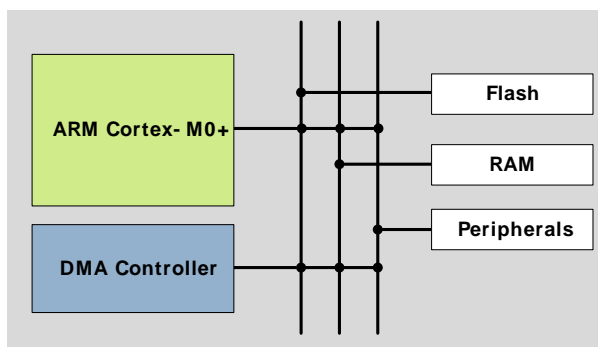 ARM Cortex- M0+
Flash
RAM
Peripherals
DMA Controller